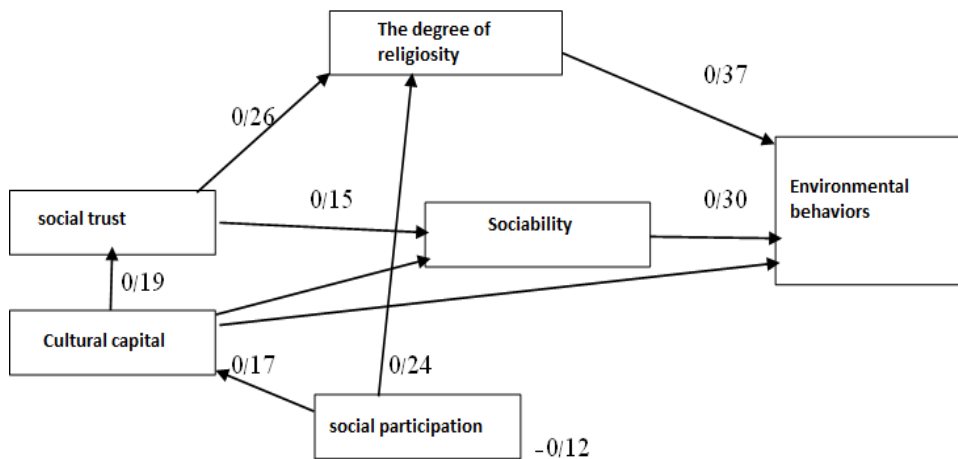 The degree of
religiosity
0/37
0/26
Environmental
behaviors
social trust
0/15
Sociability
0/30
0/19
Cultural capital
0/17
0/24
social participation
-0/12